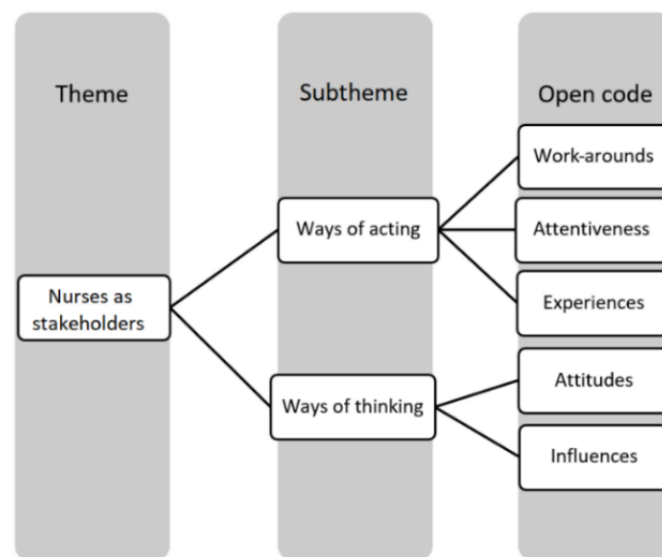 Theme
Subtheme
Open code
Work-arounds
Ways of acting
Attentiveness
Nurses as
stakeholders
Experiences
Ways of thinking
Attitudes
Influences